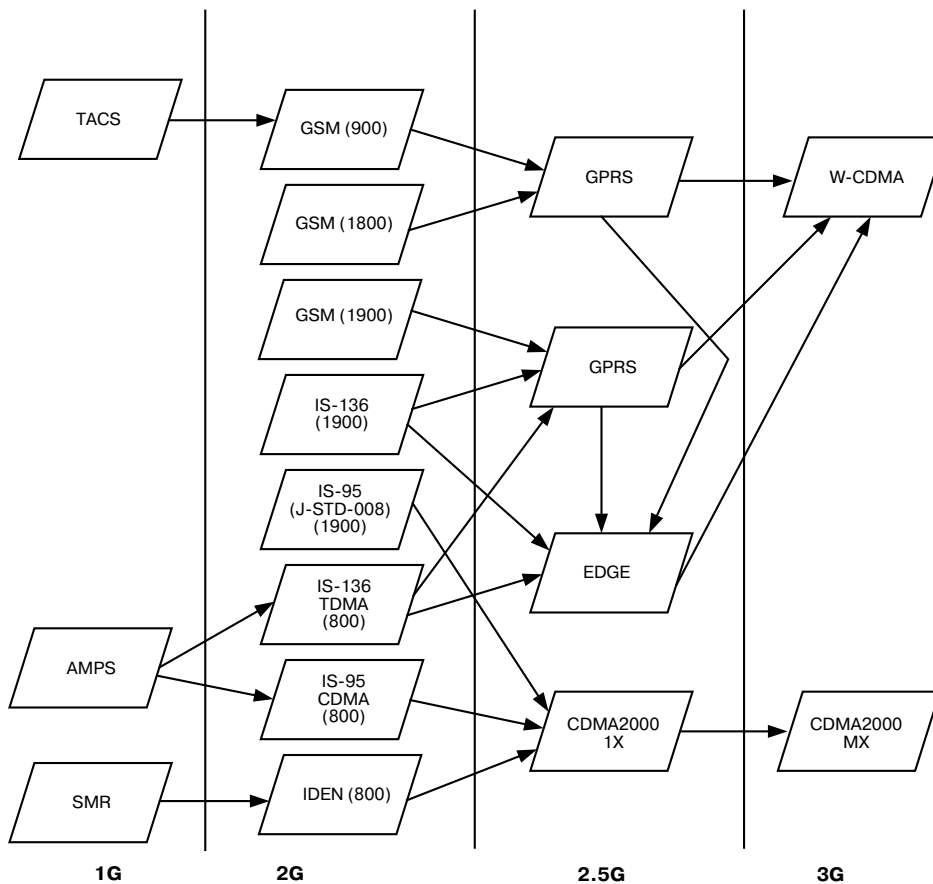 TACS
AMPS
SMR
GSM (900)
GSM (1800)
GSM (1900)
IS-136
(1900)
IS-95
(J-STD-008)
(1900)
IS-136
TDMA
(800)
IS-95
CDMA
(800)
IDEN (800)
GPRS
GPRS
EDGE
CDMA2000
1X
W-CDMA
CDMA2000
MX
1G
2G
2.5G
3G